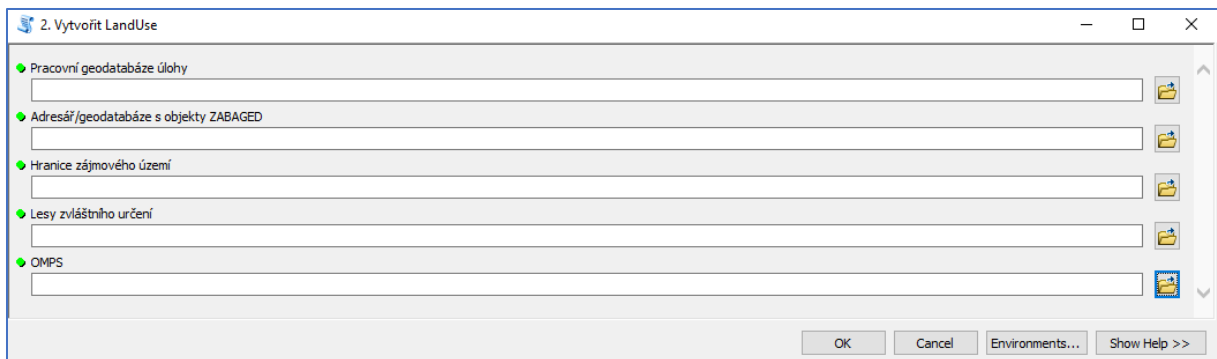 2. Vytvořit LandUse
Pracovní geodatabáze úlohy
Adresář/geodatabáze s objekty ZABAGED
Hranice zájmového území
Lesy zvláštního určení
OMPS
OK Cancel Environments... Show Help >>